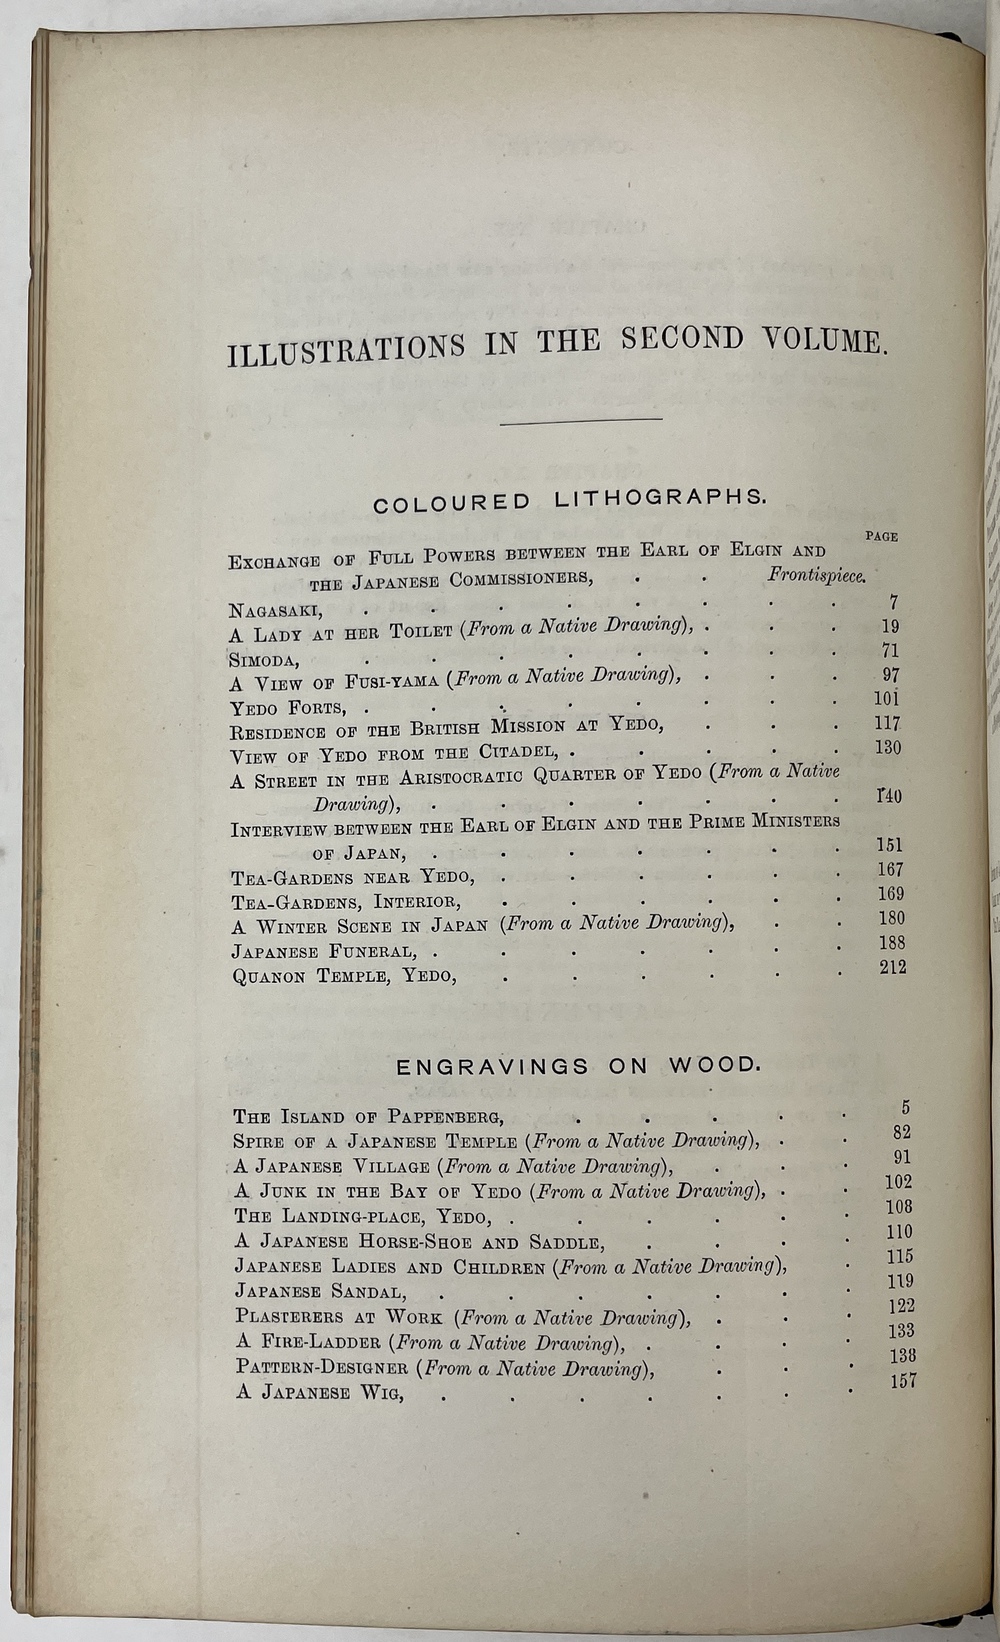 ILLUSTRATIONS IN THE SECOND VOLUME.
COLOURED LITHOGRAPHS.
PAGE
EXCHANGE OF FULL POWERS BETWEEN THE EARL OF ELGIN AND
THE JAPANESE COMMISSIONERS, . . Frontispiece.
NAGASAKI, . . . . . . . . 7
A LADY AT HER TOILET (From a Native Drawing), . . . 19
SIMODA, . . . . . . . . 71
A VIEW OF FUSI-YAMA (From a Native Drawing), . . . 97
YEDO FORTS, . . . . . . . . 101
RESIDENCE OF THE BRITISH MISSION AT YEDO, . . . 117
VIEW OF YEDO FROM THE CITADEL, . . . . . 130
A STREET IN THE ARISTOCRATIC QUARTER OF YEDO (From a Native
Drawing), . . . . . . . 140
INTERVIEW BETWEEN THE EARL OF ELGIN AND THE PRIME MINISTERS
OF JAPAN, . . . . . . . 151
TEA-GARDENS NEAR YEDO, . . . . . . 167
TEA-GARDENS, INTERIOR, . . . . . . 169
A WINTER SCENE IN JAPAN (From a Native Drawing), . . 180
JAPANESE FUNERAL, . . . . . . . 188
QUANON TEMPLE, YEDO, . . . . . . 212
ENGRAVINGS ON WOOD.
THE ISLAND OF PAPPENBERG, . . . . . 5
SPIRE OF A JAPANESE TEMPLE (From a Native Drawing), . . 82
A JAPANESE VILLAGE (From a Native Drawing), . . . 91
A JUNK IN THE BAY OF YEDO (From a Native Drawing), . . 102
THE LANDING-PLACE, YEDO, . . . . . . 108
A JAPANESE HORSE-SHOE AND SADDLE, . . . . 110
JAPANESE LADIES AND CHILDREN (From a Native Drawing), . 115
JAPANESE SANDAL, . . . . . . . 119
PLASTERERS AT WORK (From a Native Drawing), . . . 122
A FIRE-LADDER (From a Native Drawing), . . . . 133
PATTERN-DESIGNER (From a Native Drawing), . . . 138
A JAPANESE WIG, . . . . . . . 157